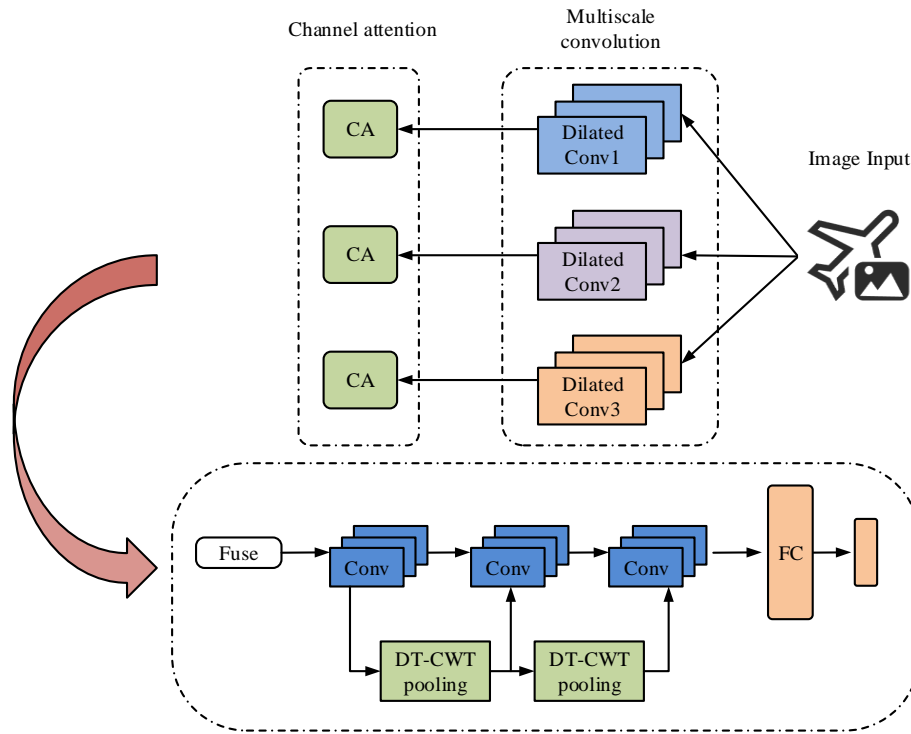 Channel attention
Multiscale
convolution
Image Input
CA
Dilated
Conv1
CA
Dilated
Conv2
CA
Dilated
Conv3
Fuse
Conv
Conv
Conv
FC
DT-CWT
pooling
DT-CWT
pooling